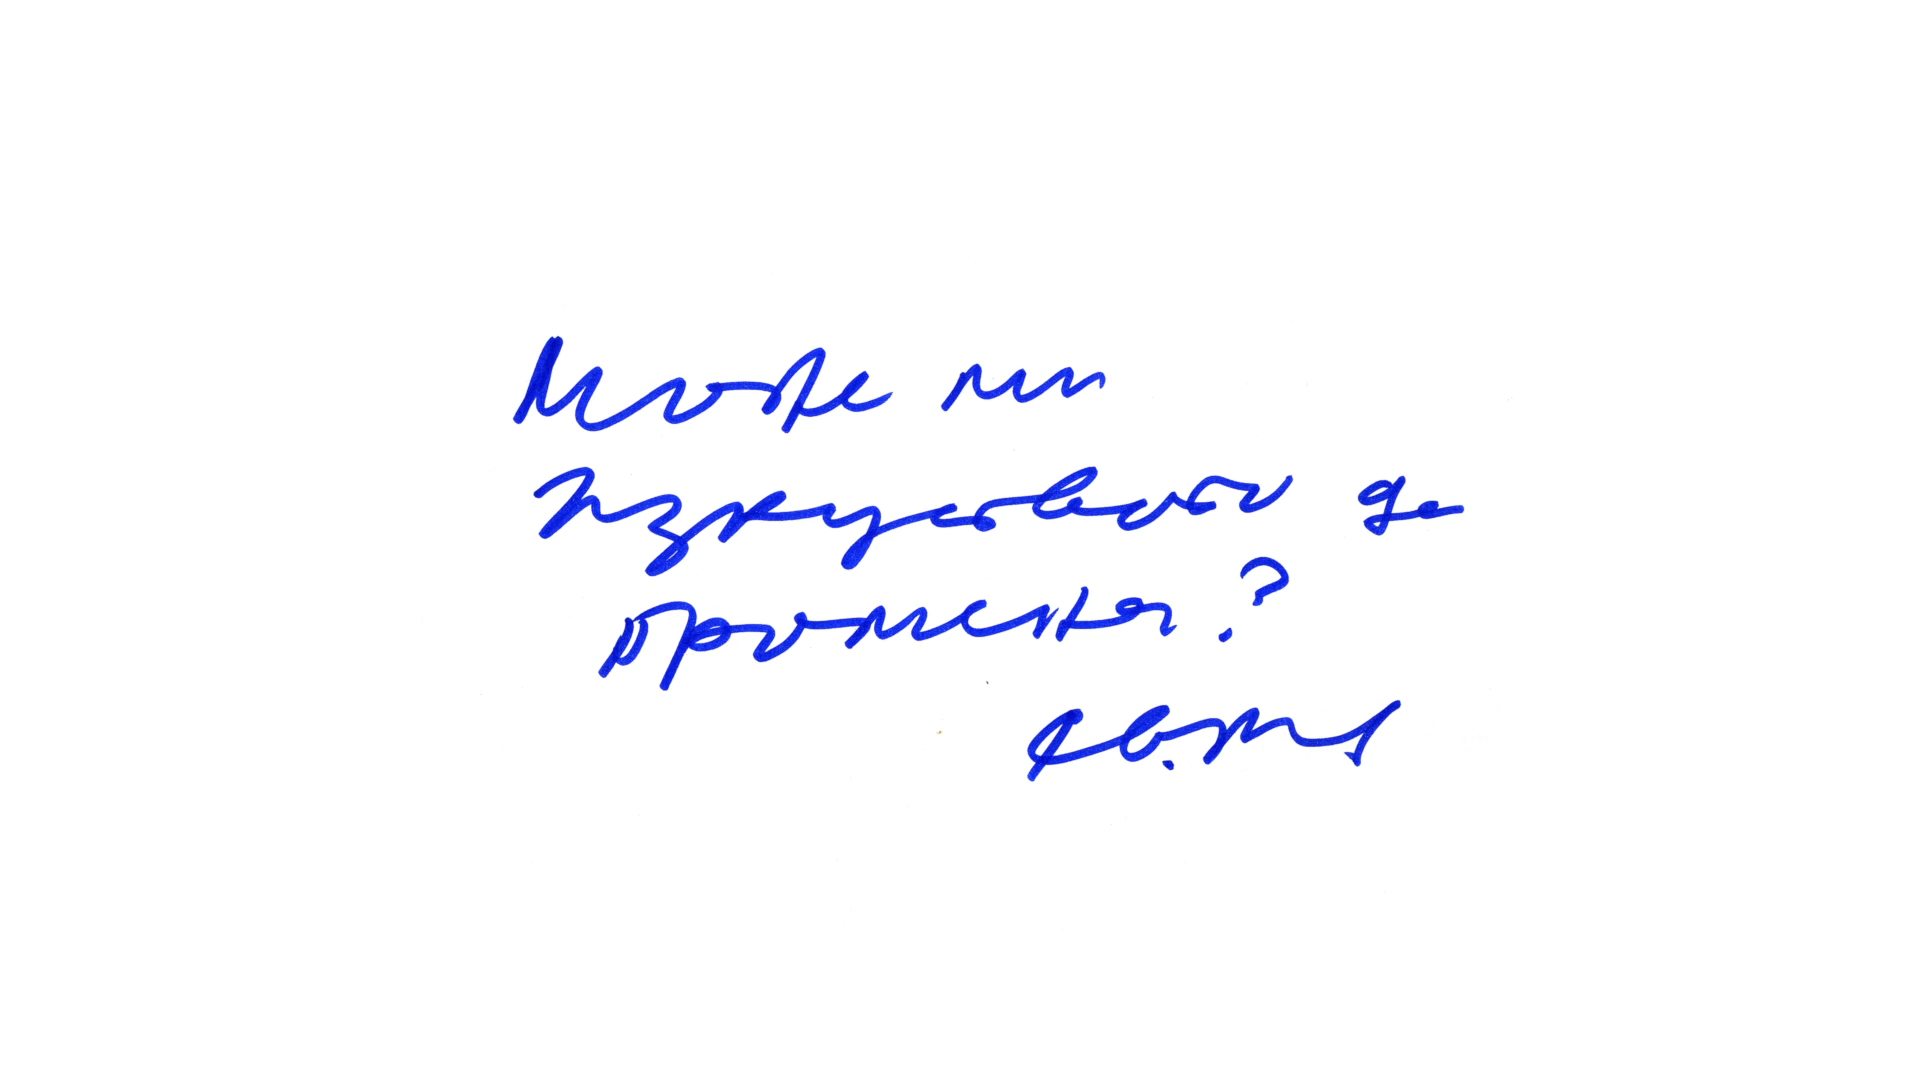 Може ли
изкуството да
променя?